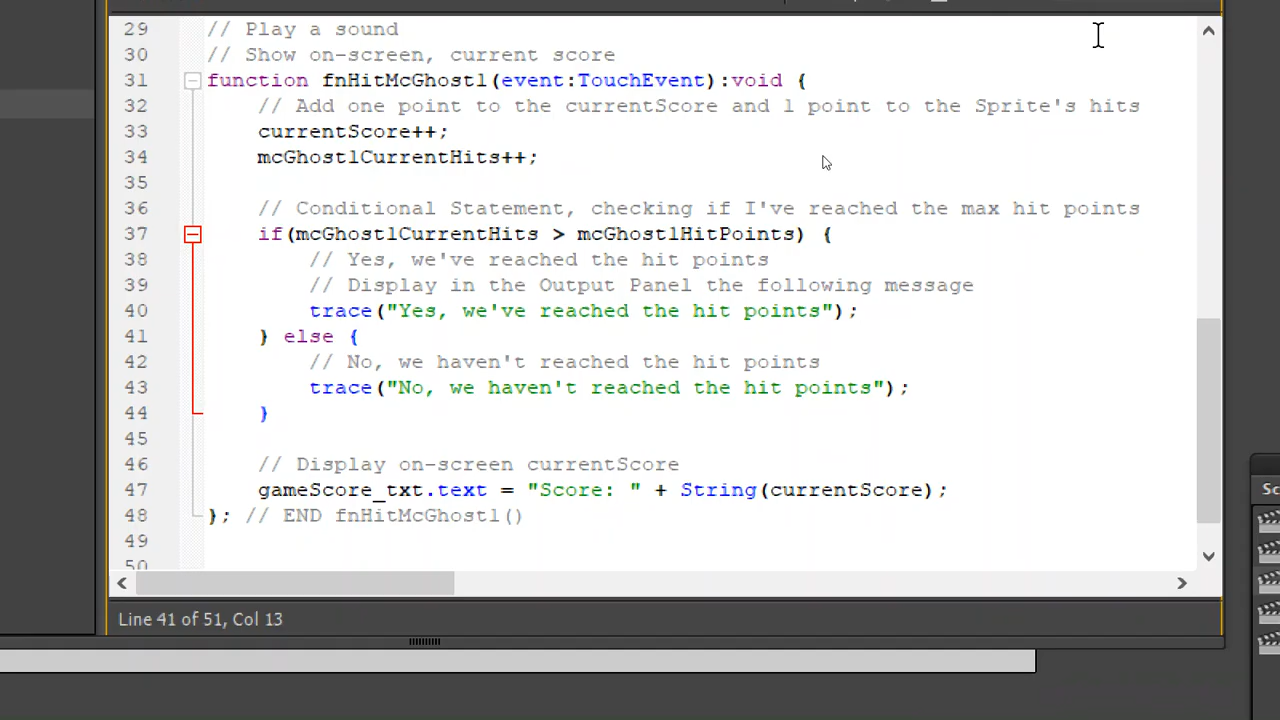 29 // Play a sound
30 // Show on-screen, current score
31 function fnHitMcGhost1(event:TouchEvent):void {
32 // Add one point to the currentScore and 1 point to the Sprite's hits
33 currentScore++;
34 mcGhost1CurrentHits++;
35
36 // Conditional Statement, checking if I've reached the max hit points
37 if(mcGhost1CurrentHits > mcGhost1HitPoints) {
38 // Yes, we've reached the hit points
39 // Display in the Output Panel the following message
40 trace("Yes, we've reached the hit points");
41 } else {
42 // No, we haven't reached the hit points
43 trace("No, we haven't reached the hit points");
44 }
45
46 // Display on-screen currentScore
47 gameScore_txt.text = "Score: " + String(currentScore);
48 }; // END fnHitMcGhost1()
49
50
Line 41 of 51, Col 13
Sc